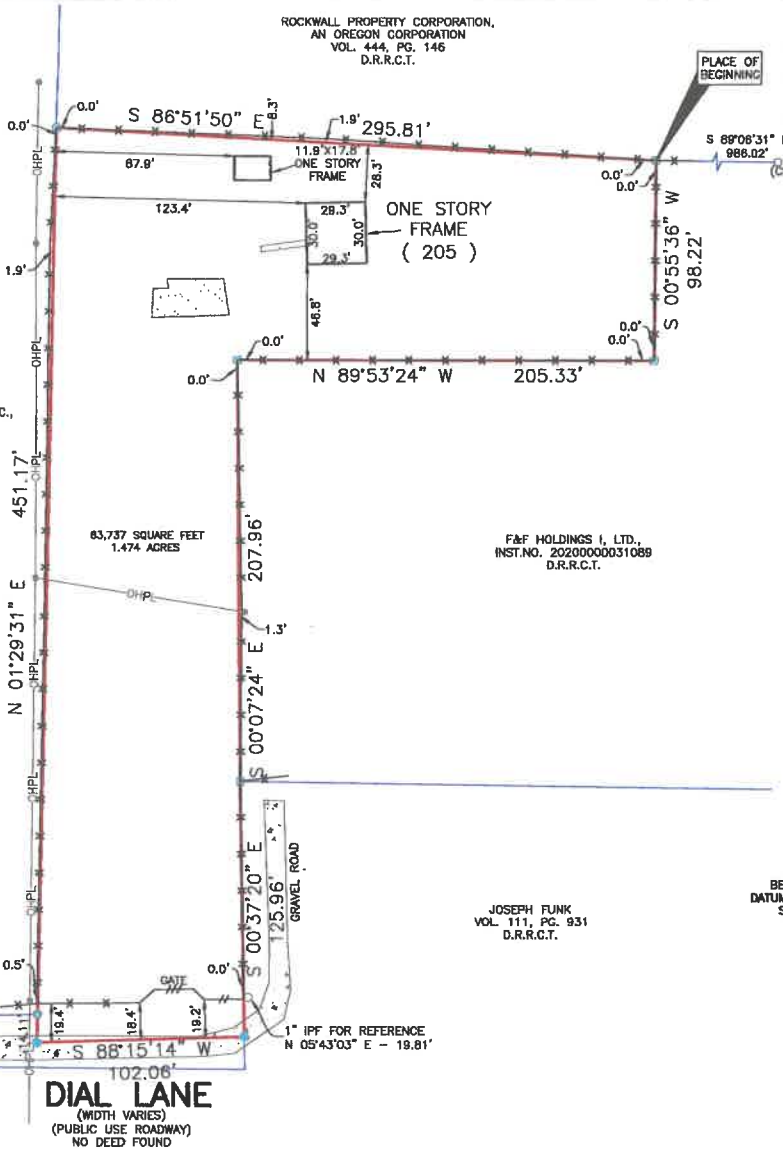 ROCKWALL PROPERTY CORPORATION,
AN OREGON CORPORATION
VOL. 444, PG. 146
D.R.R.C.T.
PLACE OF
BEGINNING
0.0'
0.0'
S 86°51'50" E
8.3'
1.9'
295.81'
S 89°06'31"
986.02'
0.0'
0.0'
OHPL
67.9'
11.9'X17.8'
ONE STORY
FRAME
28.3'
123.4'
29.3'
30.0'
30.0'
29.3'
ONE STORY
FRAME
( 205 )
S 00°55'36" W
98.22'
1.9'
46.8'
0.0'
0.0'
0.0'
0.0'
OHPL
N 89°53'24" W
205.33'
C.,
OHPL
N 01°29'31" E
451.17'
63,737 SQUARE FEET
1.474 ACRES
207.96'
S 00°07'24" E
F&F HOLDINGS I, LTD.,
INST.NO. 20200000031089
D.R.R.C.T.
OHPL
1.3'
OHPL
OHPL
S 00°37'20" E
125.96'
GRAVEL ROAD
OHPL
JOSEPH FUNK
VOL. 111, PG. 931
D.R.R.C.T.
BE
DATUM
S
0.5'
GATE
0.0'
19.4'
18.4'
19.2'
14.11'
1" IPF FOR REFERENCE
N 05°43'03" E - 19.81'
S 88°15'14" W
102.06'
DIAL LANE
(WIDTH VARIES)
(PUBLIC USE ROADWAY)
NO DEED FOUND